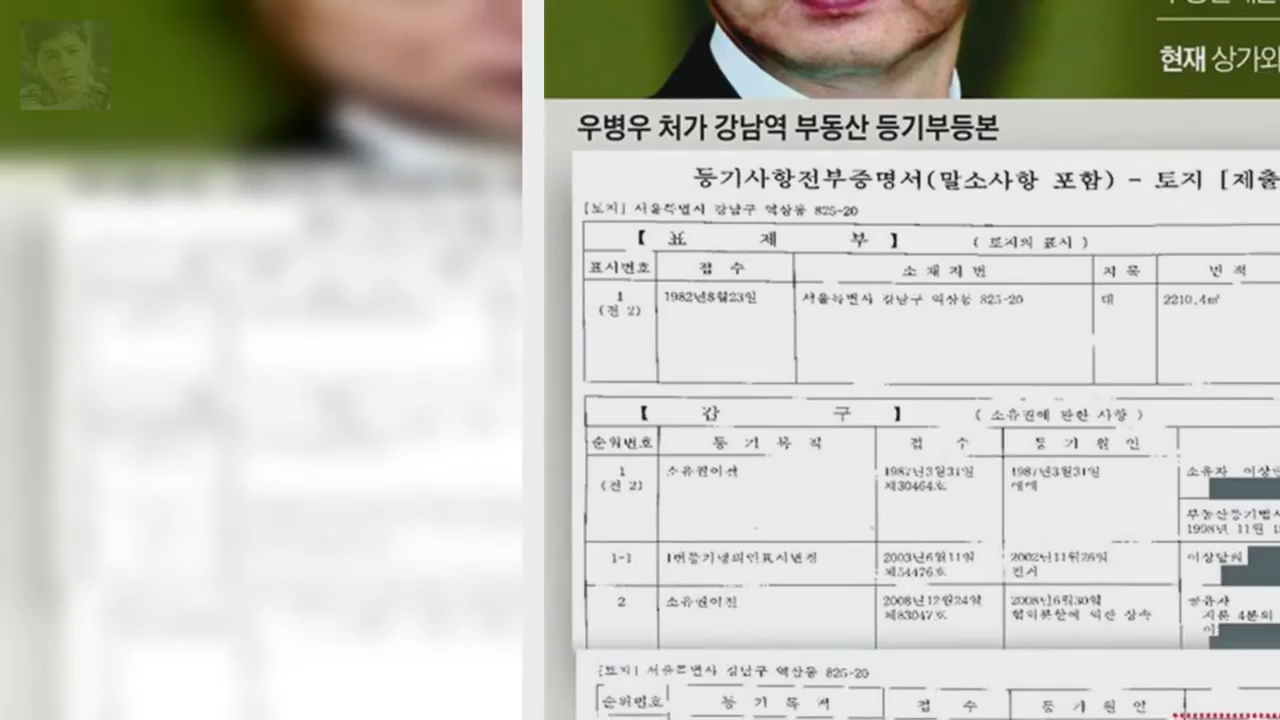 현재 상가와
우병우 처가 강남역 부동산 등기부등본
등기사항전부증명서(말소사항 포함) - 토지 [제출
[토지] 서울특별시 강남구 역삼동 825-20
【 표 제 부 】 ( 토지의 표시 )
표시번호 접 수 소 재 지 번 지 목 면 적
1 1982년8월23일 서울특별시 강남구 역삼동 825-20 대 2210.4㎡
(전 2)
【 갑 구 】 ( 소유권에 관한 사항 )
순위번호 등 기 목 적 접 수 등 기 원 인
1 소유권이전 1987년3월31일 1987년3월31일 소유자
(전 2) 제30464호 매매
부동산등기법
1998년 11월
1-1 1번등기명의인표시변경 2003년6월11일 2002년11월26일 이상달의
제54476호 전거
2 소유권이전 2008년12월24일 2008년6월30일 공유자
제83047호 협의분할에 의한 상속 지분 4분의
이
[토지] 서울특별시 강남구 역삼동 825-20
순위번호 등 기 목 적 접 수 등 기 원 인